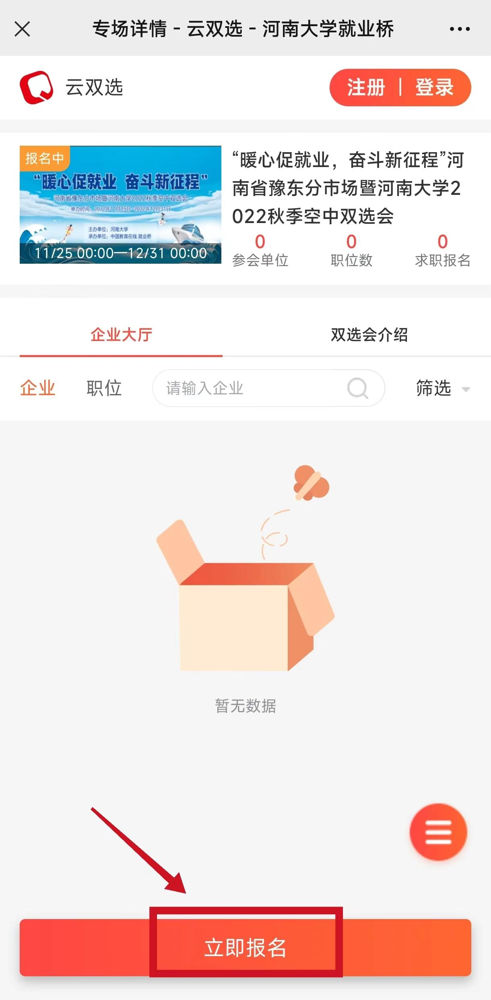 专场详情 - 云双选 - 河南大学就业桥
云双选
注册 | 登录
报名中
“暖心促就业 奋斗新征程”
河南省豫东分市场暨河南大学2022秋季空中双选会
举办时间：2022年11月25日-2022年12月31日
主办单位：河南大学
承办单位：中国教育在线 就业桥
11/25 00:00—12/31 00:00
“暖心促就业，奋斗新征程”河
南省豫东分市场暨河南大学2
022秋季空中双选会
0 0 0
参会单位 职位数 求职报名
企业大厅 双选会介绍
企业 职位 请输入企业 筛选
暂无数据
立即报名